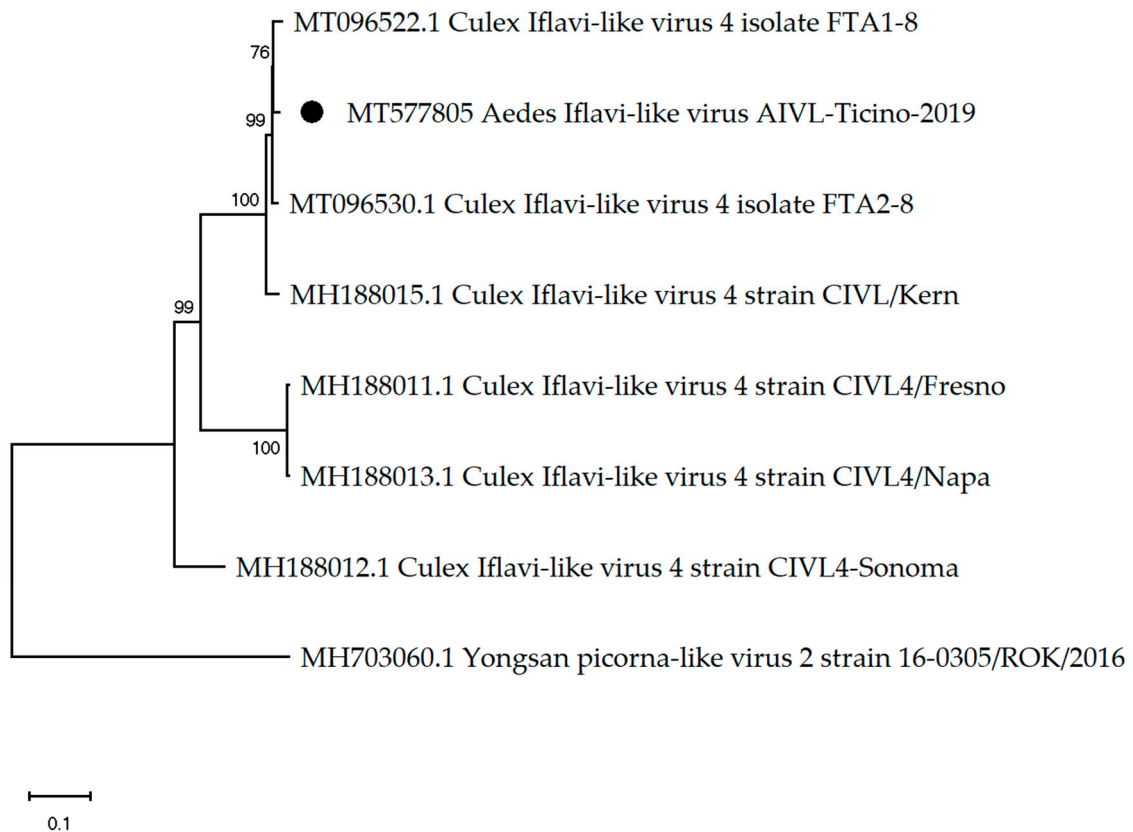 MT096522.1 Culex Iflavi-like virus 4 isolate FTA1-8
76
MT577805 Aedes Iflavi-like virus AIVL-Ticino-2019
99
MT096530.1 Culex Iflavi-like virus 4 isolate FTA2-8
100
MH188015.1 Culex Iflavi-like virus 4 strain CIVL/Kern
99
MH188011.1 Culex Iflavi-like virus 4 strain CIVL4/Fresno
100
MH188013.1 Culex Iflavi-like virus 4 strain CIVL4/Napa
MH188012.1 Culex Iflavi-like virus 4 strain CIVL4-Sonoma
MH703060.1 Yongsan picorna-like virus 2 strain 16-0305/ROK/2016
0.1